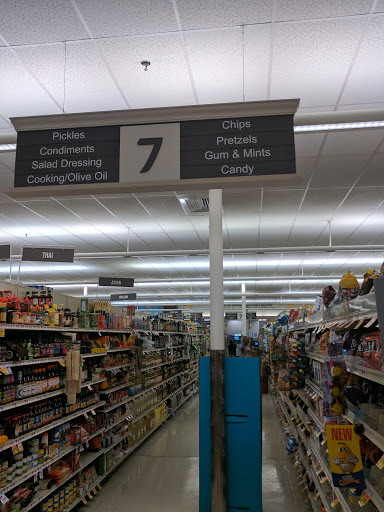 Pickles
Condiments
Salad Dressing
Cooking/Olive Oil
7
Chips
Pretzels
Gum & Mints
Candy
THAI
ASIAN
NEW